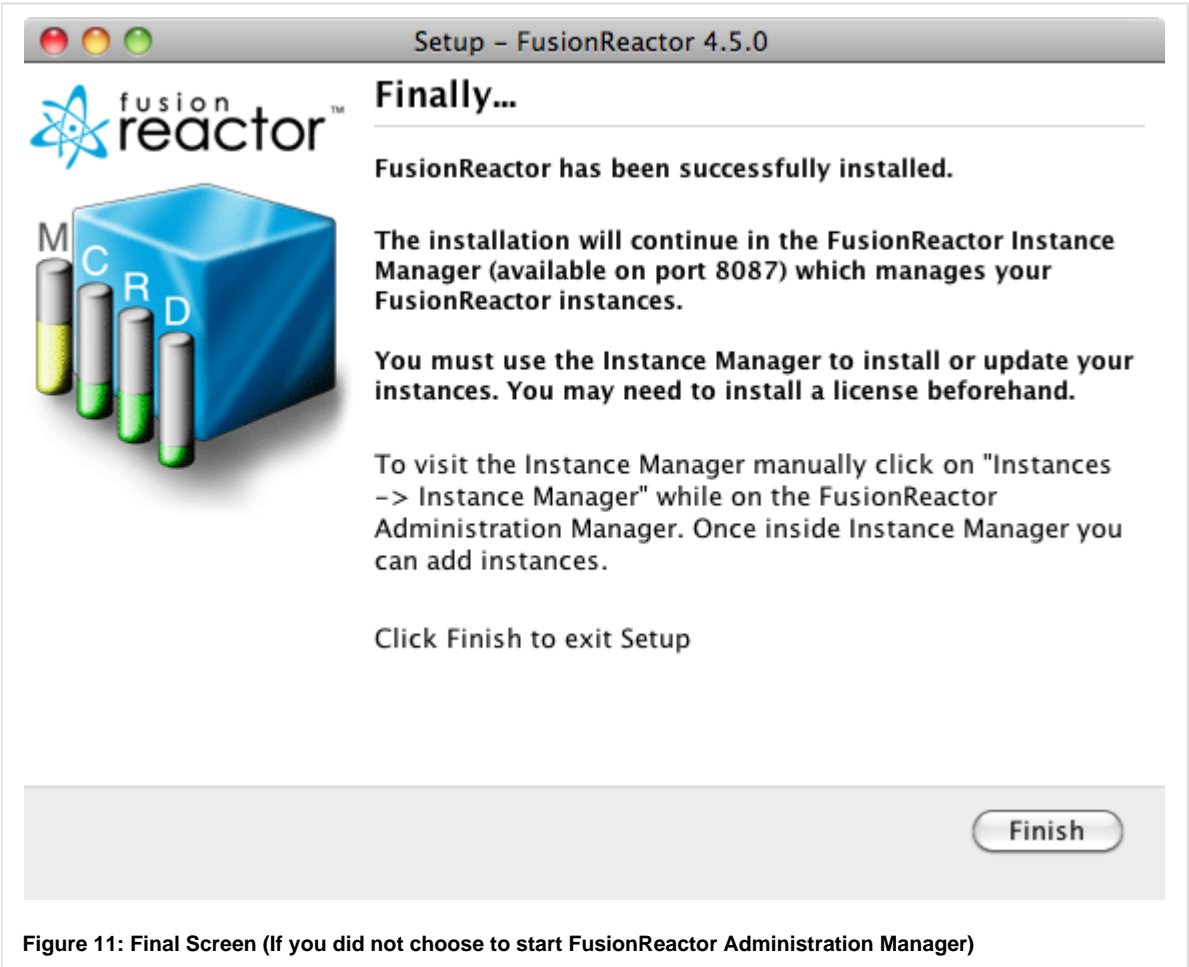 Setup – FusionReactor 4.5.0
fusion
reactor™
M
C
R
D
Finally...
FusionReactor has been successfully installed.
The installation will continue in the FusionReactor Instance
Manager (available on port 8087) which manages your
FusionReactor instances.
You must use the Instance Manager to install or update your
instances. You may need to install a license beforehand.
To visit the Instance Manager manually click on "Instances
–> Instance Manager" while on the FusionReactor
Administration Manager. Once inside Instance Manager you
can add instances.
Click Finish to exit Setup
Finish
Figure 11: Final Screen (If you did not choose to start FusionReactor Administration Manager)